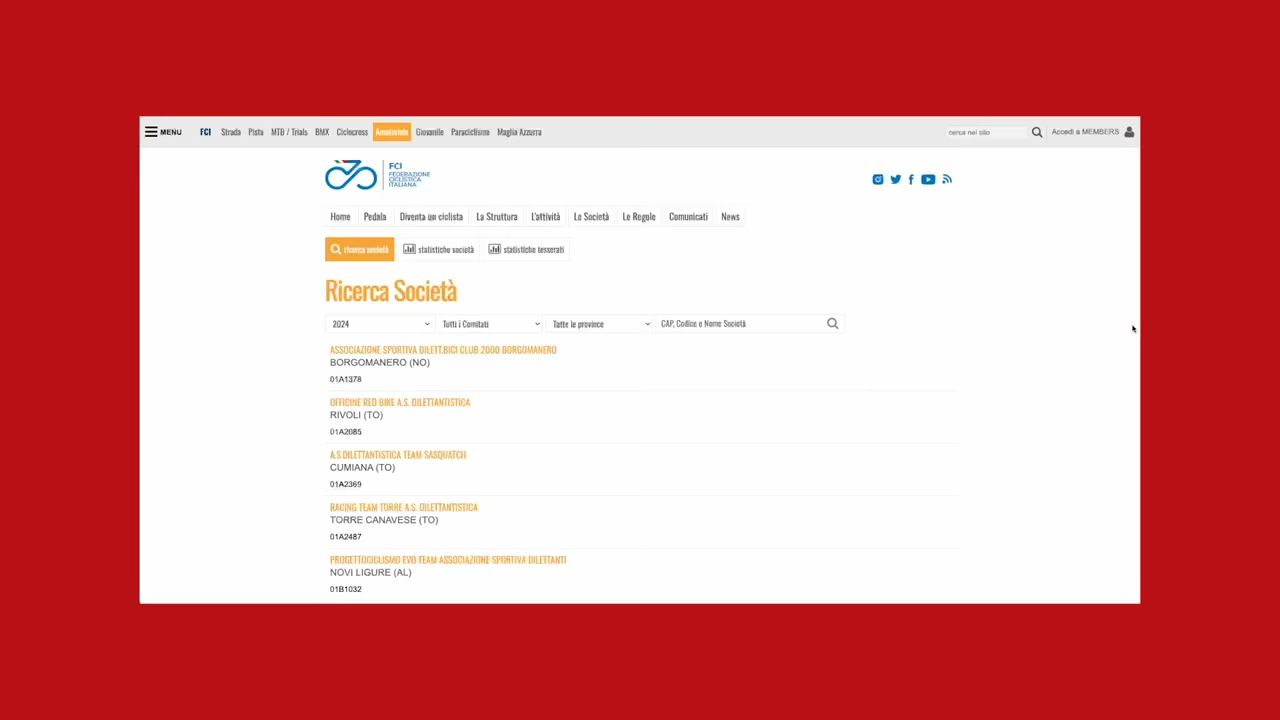 MENU FCI Strada Pista MTB / Trials BMX Ciclocross Amatoriale Giovanile Paraciclismo Maglia Azzurra cerca nel sito Accedi a MEMBERS
FCI
FEDERAZIONE
CICLISTICA
ITALIANA
Home Pedala Diventa un ciclista La Struttura L'attività Le Società Le Regole Comunicati News
ricerca società statistiche società statistiche tesserati
Ricerca Società
2024 Tutti i Comitati Tutte le province CAP, Codice o Nome Società
ASSOCIAZIONE SPORTIVA DILETT.BICI CLUB 2000 BORGOMANERO
BORGOMANERO (NO)
01A1378
OFFICINE RED BIKE A.S. DILETTANTISTICA
RIVOLI (TO)
01A2085
A.S.DILETTANTISTICA TEAM SASQUATCH
CUMIANA (TO)
01A2369
RACING TEAM TORRE A.S. DILETTANTISTICA
TORRE CANAVESE (TO)
01A2487
PROGETTOCICLISMO EVO TEAM ASSOCIAZIONE SPORTIVA DILETTANTI
NOVI LIGURE (AL)
01B1032